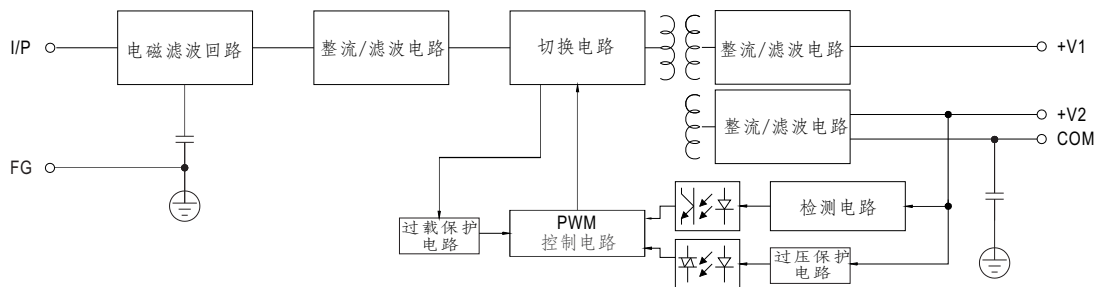 I/P
电磁滤波回路
整流/滤波电路
切换电路
整流/滤波电路
+V1
整流/滤波电路
+V2
COM
FG
过载保护
电路
PWM
控制电路
检测电路
过压保护
电路